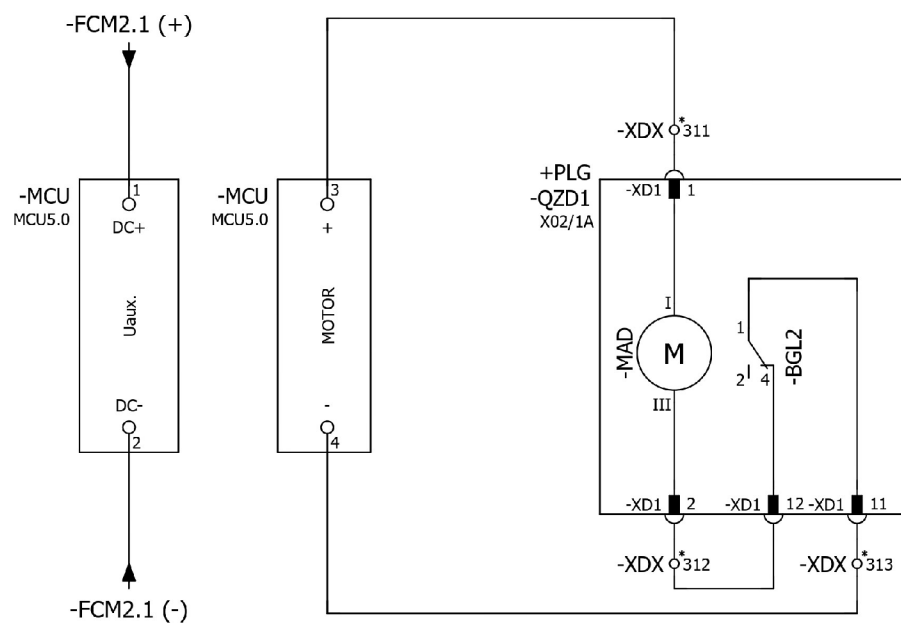 -FCM2.1 (+)
-XDX
*
311
+PLG
-MCU
1
-MCU
3
-XD1
1
-QZD1
MCU5.0
MCU5.0
X02/1A
DC+
+
I
1
Uaux.
MOTOR
-MAD
M
-BGL2
2
4
DC-
-
III
2
4
-XD1
2
-XD1
12
-XD1
11
-XDX
*
312
-XDX
*
313
-FCM2.1 (-)